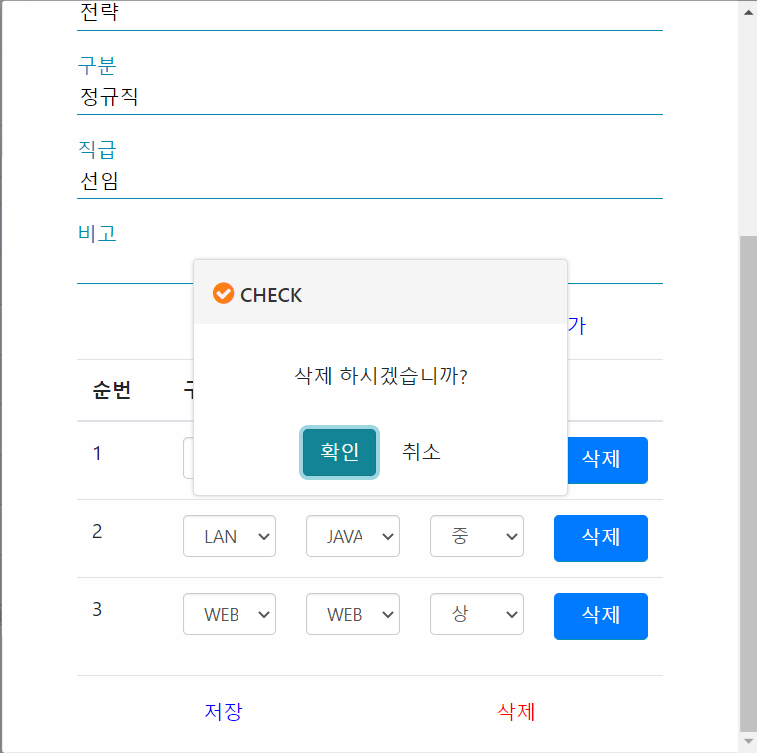 전략
구분
정규직
직급
선임
비고
CHECK
가
삭제 하시겠습니까?
순번
확인 취소
1 삭제
2 LAN JAVA 중 삭제
3 WEB WEB 상 삭제
저장 삭제